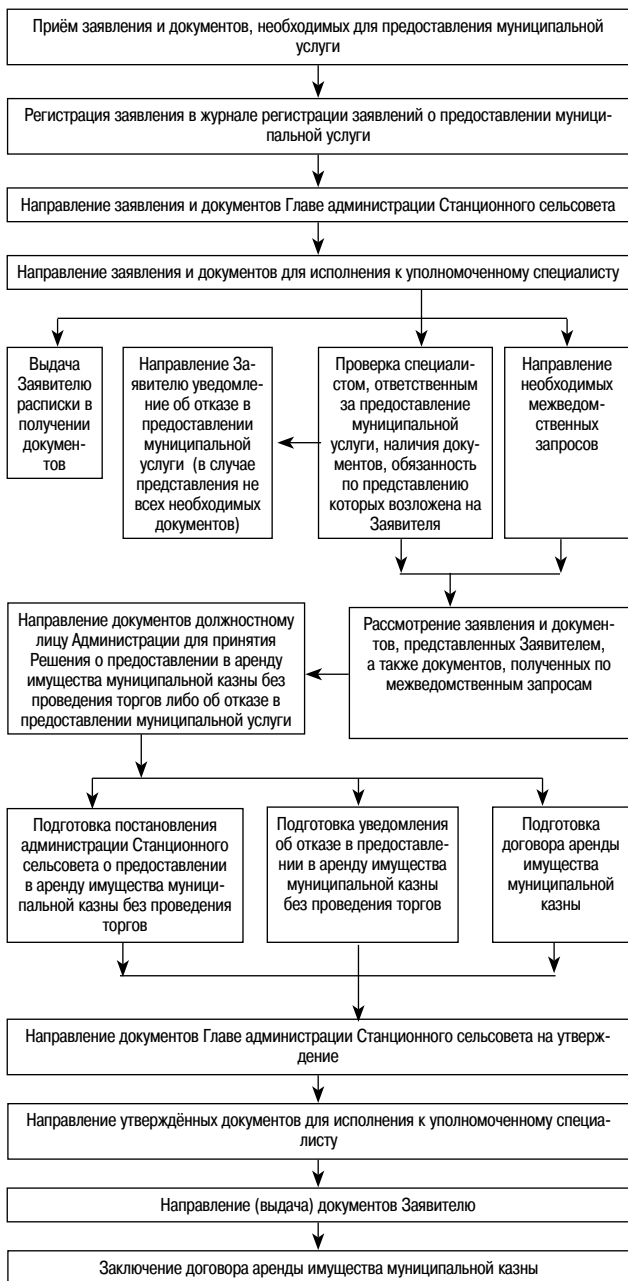 Приём заявления и документов, необходимых для предоставления муниципальной
услуги
Регистрация заявления в журнале регистрации заявлений о предоставлении муници-
пальной услуги
Направление заявления и документов Главе администрации Станционного сельсовета
Направление заявления и документов для исполнения к уполномоченному специалисту
Выдача
Заявителю
расписки в
получении
докумен-
тов
Направление За-
явителю уведомле-
ние об отказе в
предоставлении
муниципальной
услуги (в случае
представления не
всех необходимых
документов)
Проверка специали-
стом, ответственным
за предоставление
муниципальной
услуги, наличия доку-
ментов, обязанность
по представлению
которых возложена на
Заявителя
Направление
необходимых
межведом-
ственных
запросов
Направление документов должностному
лицу Администрации для принятия
Решения о предоставлении в аренду
имущества муниципальной казны без
проведения торгов либо об отказе в
предоставлении муниципальной услуги
Рассмотрение заявления и докумен-
тов, представленных Заявителем,
а также документов, полученных по
межведмственным запросам
Подготовка постановления
администрации Станционного
сельсовета о предоставлении
в аренду имущества муници-
пальной казны без проведения
торгов
Подготовка уведомления
об отказе в предоставле-
нии в аренду имущества
муниципальной казны
без проведения торгов
Подготовка
договора аренды
имущества
муниципальной
казны
Направление документов Главе администрации Станционного сельсовета на утверж-
дение
Направление утверждённых документов для исполнения к уполномоченному специа-
листу
Направление (выдача) документов Заявителю
Заключение договора аренды имущества муниципальной казны